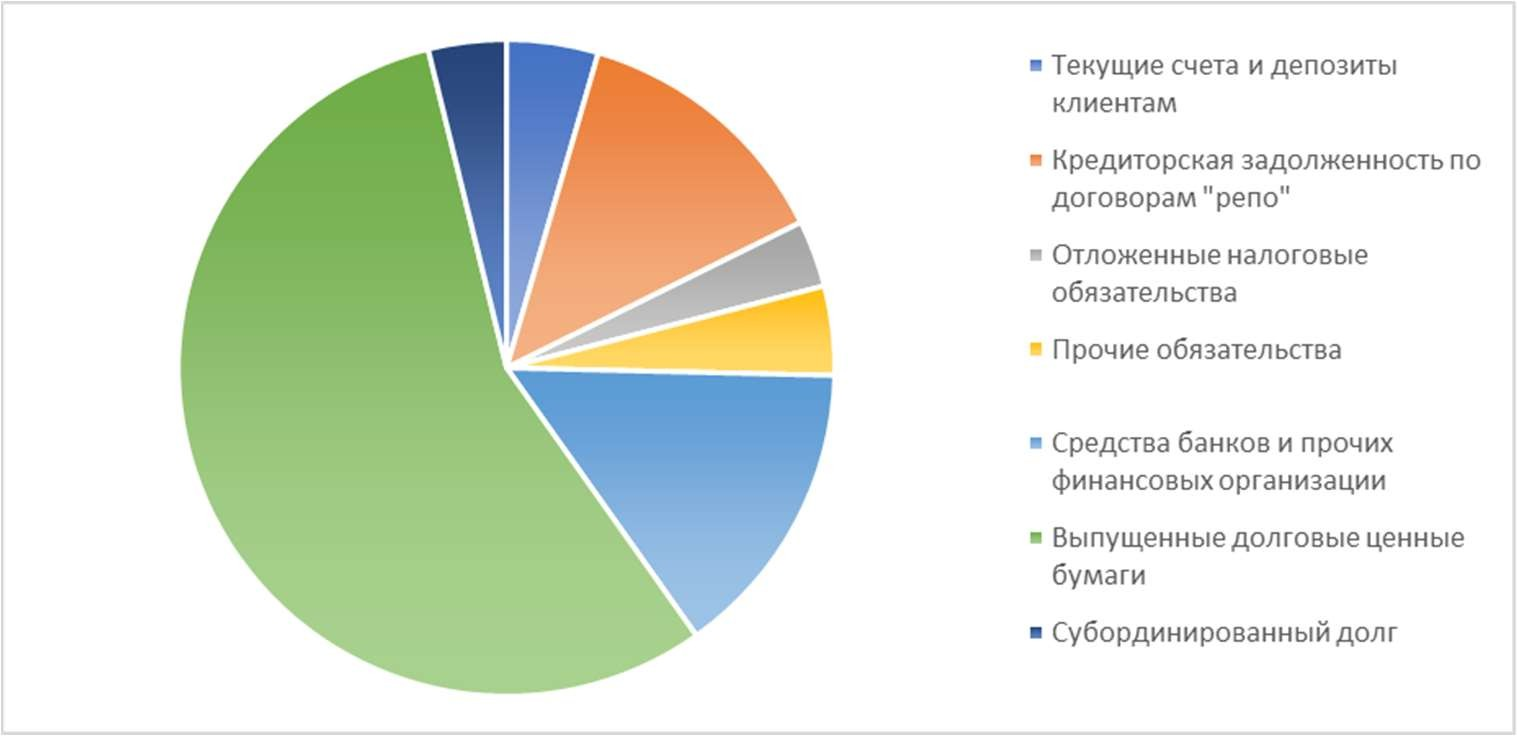 Текущие счета и депозиты
клиентам
Кредиторская задолженность по
договорам "репо"
Отложенные налоговые
обязательства
Прочие обязательства
Средства банков и прочих
финансовых организации
Выпущенные долговые ценные
бумаги
Субординированный долг